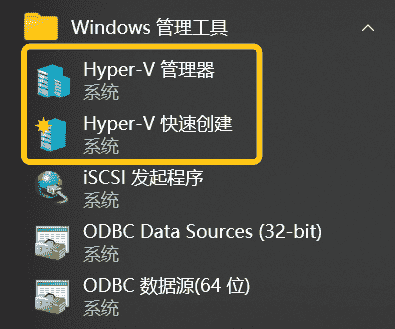 Windows 管理工具
Hyper-V 管理器
系统
Hyper-V 快速创建
系统
iSCSI 发起程序
系统
ODBC Data Sources (32-bit)
系统
ODBC 数据源(64 位)
系统